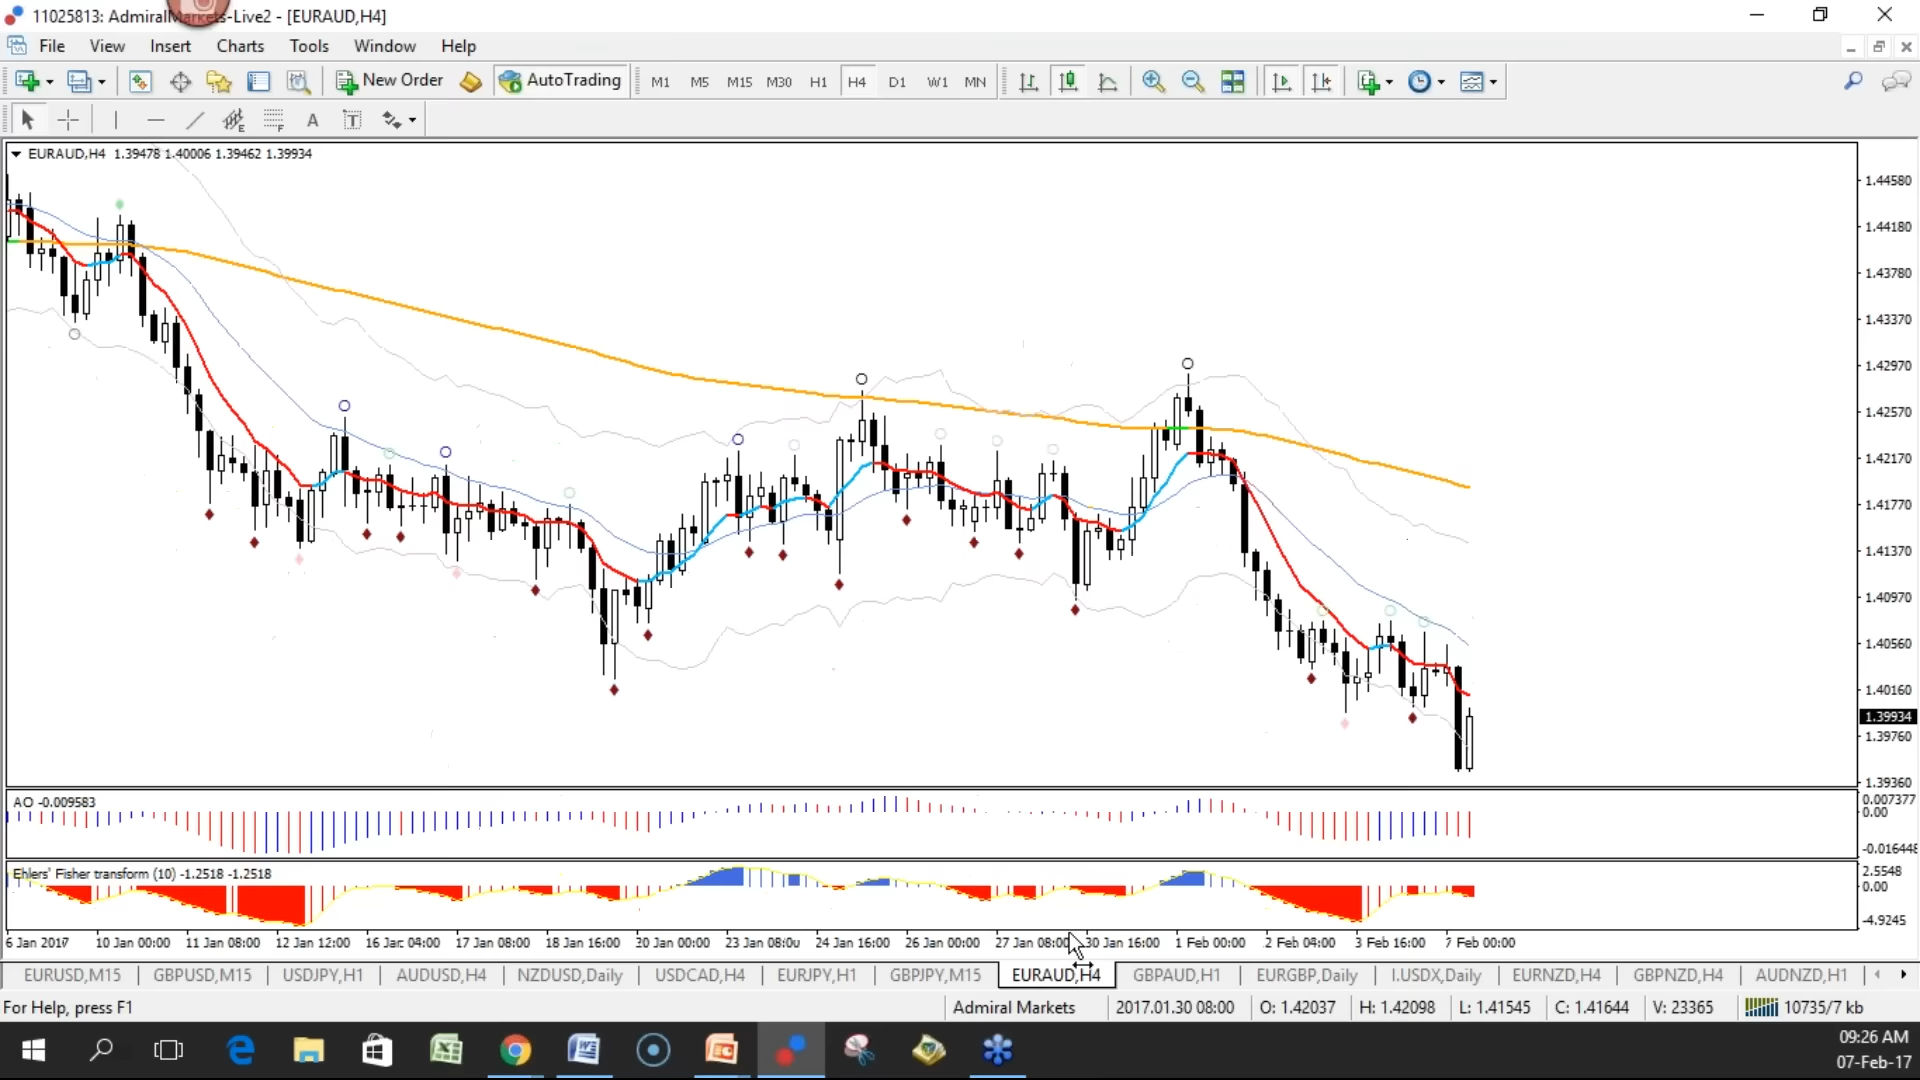 11025813: AdmiralMarkets-Live2 - [EURAUD,H4]
File View Insert Charts Tools Window Help
New Order AutoTrading M1 M5 M15 M30 H1 H4 D1 W1 MN
A T
EURAUD,H4 1.39478 1.40006 1.39462 1.39934
1.44580
1.44180
1.43780
1.43370
1.42970
1.42570
1.42170
1.41770
1.41370
1.40970
1.40560
1.40160
1.39934
1.39760
1.39360
AO -0.009583
0.007377
0.00
-0.016448
Ehlers' Fisher transform (10) -1.2518 -1.2518
2.5548
0.00
-4.9245
6 Jan 2017 10 Jan 00:00 11 Jan 08:00 12 Jan 12:00 16 Jan 04:00 17 Jan 08:00 18 Jan 16:00 20 Jan 00:00 23 Jan 08:00 24 Jan 16:00 26 Jan 00:00 27 Jan 08:00 30 Jan 16:00 1 Feb 00:00 2 Feb 04:00 3 Feb 16:00 7 Feb 00:00
EURUSD,M15 GBPUSD,M15 USDJPY,H1 AUDUSD,H4 NZDUSD,Daily USDCAD,H4 EURJPY,H1 GBPJPY,M15 EURAUD,H4 GBPAUD,H1 EURGBP,Daily I.USDX,Daily EURNZD,H4 GBPNZD,H4 AUDNZD,H1
For Help, press F1 Admiral Markets 2017.01.30 08:00 O: 1.42037 H: 1.42098 L: 1.41545 C: 1.41644 V: 23365 10735/7 kb
09:26 AM
07-Feb-17